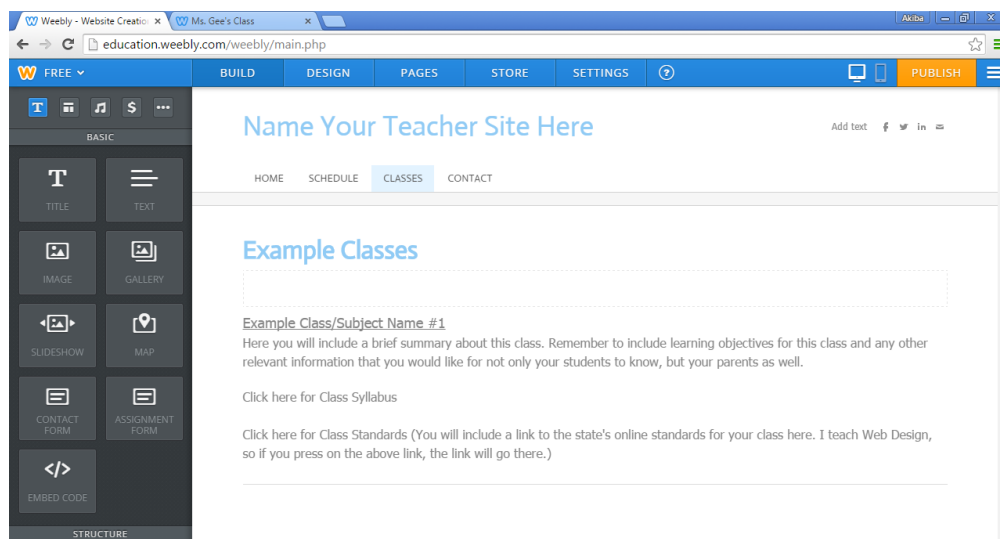 Weebly - Website Creatio
Ms. Gee's Class
Akiba
education.weebly.com/weebly/main.php
FREE
BUILD
DESIGN
PAGES
STORE
SETTINGS
?
PUBLISH
T
$
BASIC
Name Your Teacher Site Here
Add text
f
in
HOME
SCHEDULE
CLASSES
CONTACT
T
TITLE
TEXT
IMAGE
GALLERY
SLIDESHOW
MAP
CONTACT
FORM
ASSIGNMENT
FORM
</>
EMBED CODE
STRUCTURE
Example Classes
Example Class/Subject Name #1
Here you will include a brief summary about this class. Remember to include learning objectives for this class and any other
relevant information that you would like for not only your students to know, but your parents as well.
Click here for Class Syllabus
Click here for Class Standards (You will include a link to the state's online standards for your class here. I teach Web Design,
so if you press on the above link, the link will go there.)